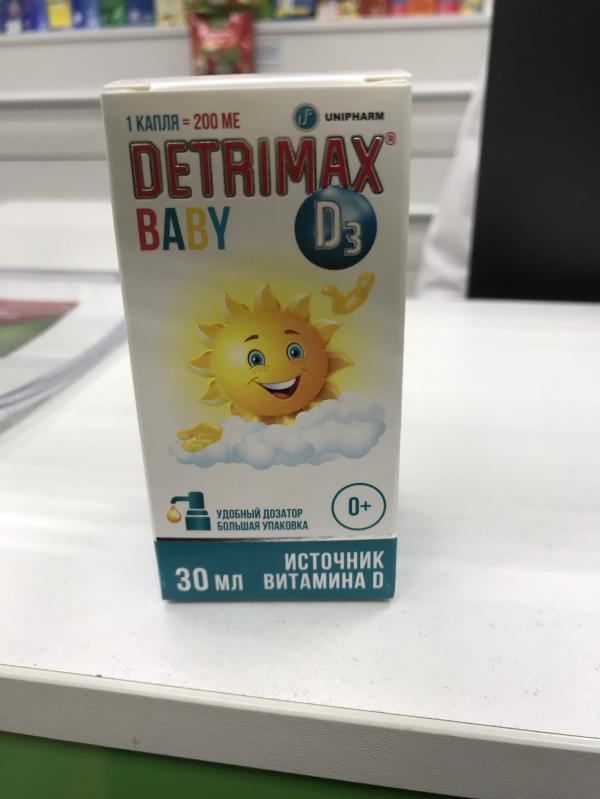 1 КАПЛЯ = 200 МЕ
UNIPHARM
DETRIMAX®
BABY
D3
УДОБНЫЙ ДОЗАТОР
БОЛЬШАЯ УПАКОВКА
0+
30 МЛ
ИСТОЧНИК
ВИТАМИНА D